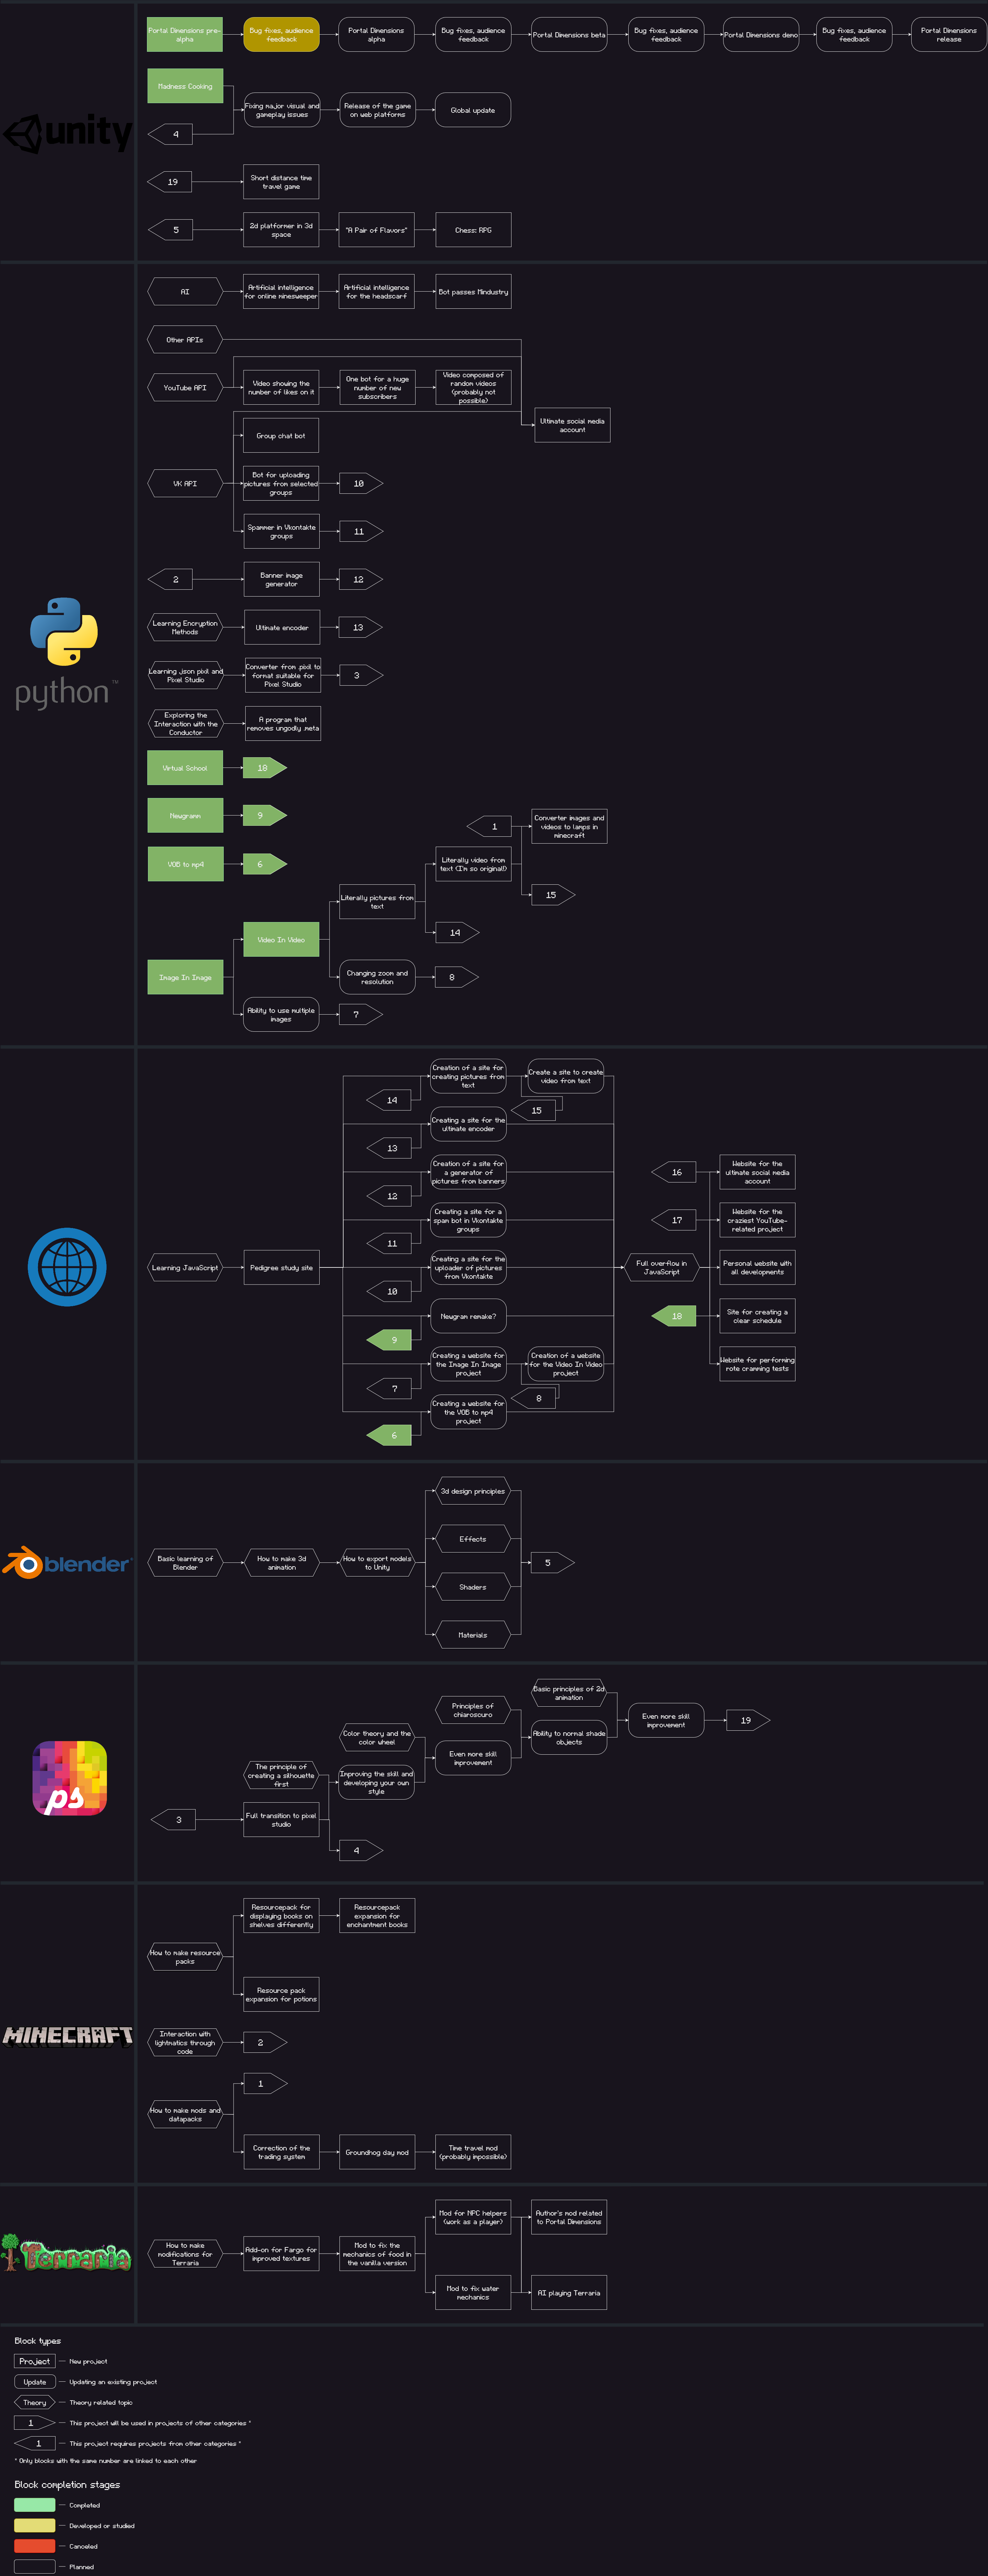 Portal Dimensions pre-
alpha
Bug fixes, audience
feedback
Portal Dimensions
alpha
Bug fixes, audience
feedback
Portal Dimensions beta
Bug fixes, audience
feedback
Portal Dimensions demo
Bug fixes, audience
feedback
Portal Dimensions
release
unity
Madness Cooking
4
Fixing major visual and
gameplay issues
Release of the game
on web platforms
Global update
19
Short distance time
travel game
5
2d platformer in 3d
space
"A Pair of Flavors"
Chess: RPG
AI
Artificial intelligence
for online minesweeper
Artificial intelligence
for the headscarf
Bot passes Mindustry
Other APIs
YouTube API
Video showing the
number of likes on it
One bot for a huge
number of new
subscribers
Video composed of
random videos
(probably not
possible)
Ultimate social media
account
Group chat bot
VK API
Bot for uploading
pictures from selected
groups
10
Spammer in Vkontakte
groups
11
2
Banner image
generator
12
python
TM
Learning Encryption
Methods
Ultimate encoder
13
Learning .json pixil and
Pixel Studio
Converter from .pixil to
format suitable for
Pixel Studio
3
Exploring the
Interaction with the
Conductor
A program that
removes ungodly .meta
Virtual School
18
Newgramm
9
VOB to mp4
6
1
Converter images and
videos to lamps in
minecraft
Literally video from
text (I'm so original!)
15
Literally pictures from
text
14
Video In Video
Image In Image
Changing zoom and
resolution
8
Ability to use multiple
images
7
Creation of a site for
creating pictures from
text
Create a site to create
video from text
14
15
Creating a site for the
ultimate encoder
13
Creation of a site for
a generator of
pictures from banners
12
Creating a site for a
spam bot in Vkontakte
groups
11
Learning JavaScript
Pedigree study site
Creating a site for the
uploader of pictures
from Vkontakte
10
Newgram remake?
9
Creating a website for
the Image In Image
project
Creation of a website
for the Video In Video
project
7
8
Creating a website for
the VOB to mp4
project
6
Full overflow in
JavaScript
16
Website for the
ultimate social media
account
17
Website for the
craziest YouTube-
related project
Personal website with
all developments
18
Site for creating a
clear schedule
Website for performing
rote cramming tests
blender
Basic learning of
Blender
How to make 3d
animation
How to export models
to Unity
3d design principles
Effects
Shaders
Materials
5
Basic principles of 2d
animation
Principles of
chiaroscuro
Even more skill
improvement
19
Color theory and the
color wheel
Ability to normal shade
objects
Even more skill
improvement
The principle of
creating a silhouette
first
Improving the skill and
developing your own
style
ps
3
Full transition to pixel
studio
4
Resourcepack for
displaying books on
shelves differently
Resourcepack
expansion for
enchantment books
How to make resource
packs
Resource pack
expansion for potions
MINECRAFT
Interaction with
lightmatics through
code
2
1
How to make mods and
datapacks
Correction of the
trading system
Groundhog day mod
Time travel mod
(probably impossible)
Terraria
How to make
modifications for
Terraria
Add-on for Fargo for
improved textures
Mod to fix the
mechanics of food in
the vanilla version
Mod for NPC helpers
(work as a player)
Author's mod related
to Portal Dimensions
Mod to fix water
mechanics
AI playing Terraria
Block types
Project — New project
Update — Updating an existing project
Theory — Theory related topic
1 — This project will be used in projects of other categories *
1 — This project requires projects from other categories *
* Only blocks with the same number are linked to each other
Block completion stages
— Completed
— Developed or studied
— Canceled
— Planned